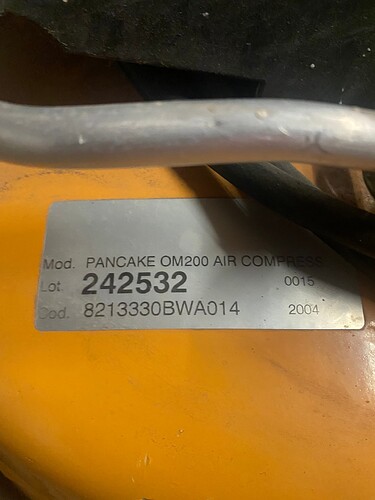 Mod. PANCAKE OM200 AIR COMPRESS
Lot. 242532 0015
Cod. 8213330BWA014 2004